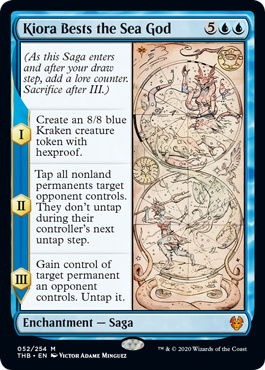 Kiora Bests the Sea God 5
(As this Saga enters
and after your draw
step, add a lore counter.
Sacrifice after III.)
I
Create an 8/8 blue
Kraken creature
token with
hexproof.
II
Tap all nonland
permanents target
opponent controls.
They don't untap
during their
controller's next
untap step.
III
Gain control of
target permanent
an opponent
controls. Untap it.
Enchantment — Saga
052/254 M
THB • EN VICTOR ADAME MINGUEZ
™ & © 2020 Wizards of the Coast